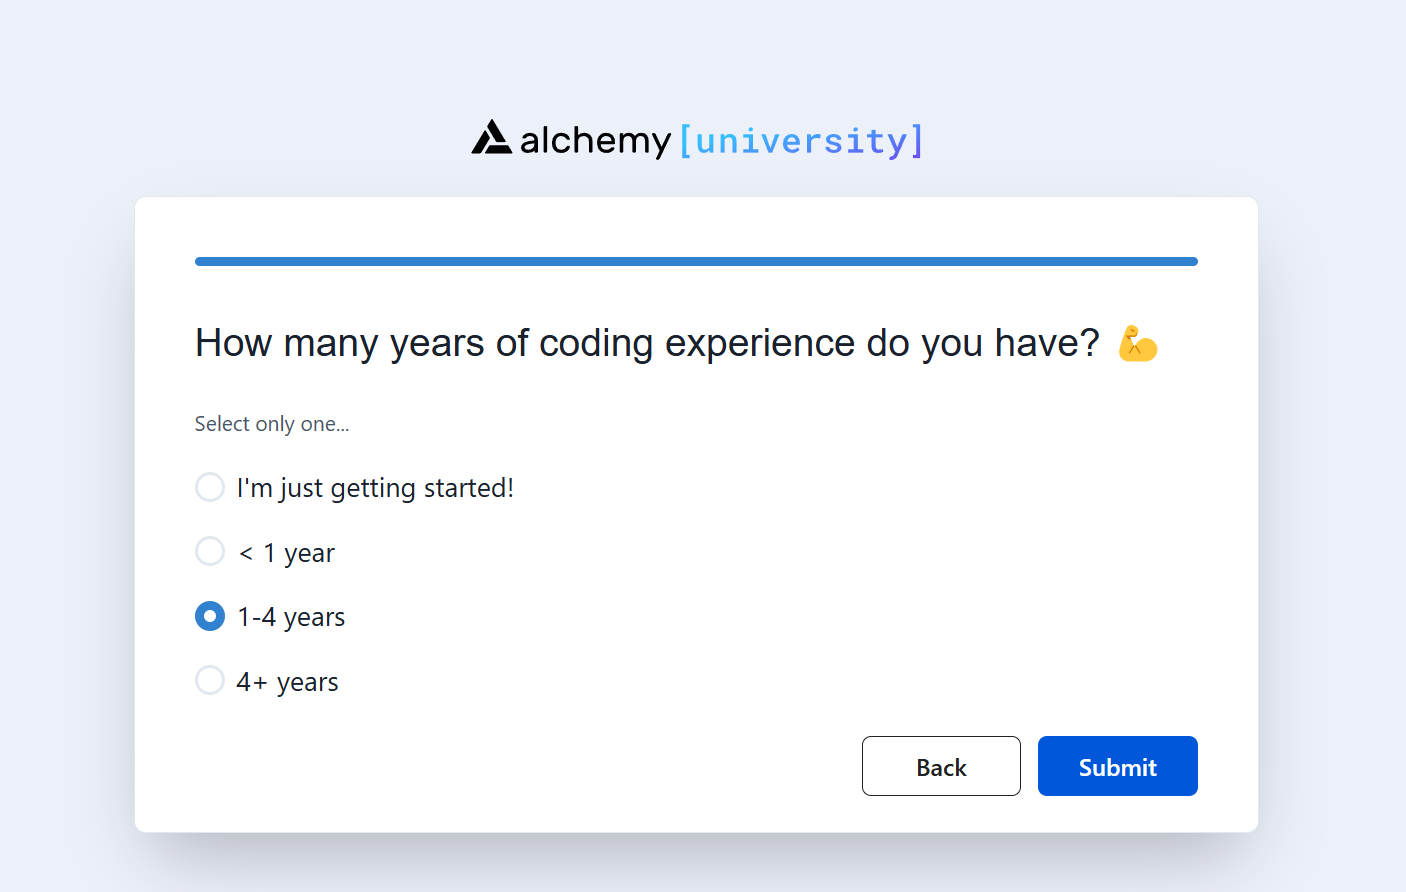 alchemy [university]
How many years of coding experience do you have? 💪
Select only one...
I'm just getting started!
< 1 year
1-4 years
4+ years
Back
Submit